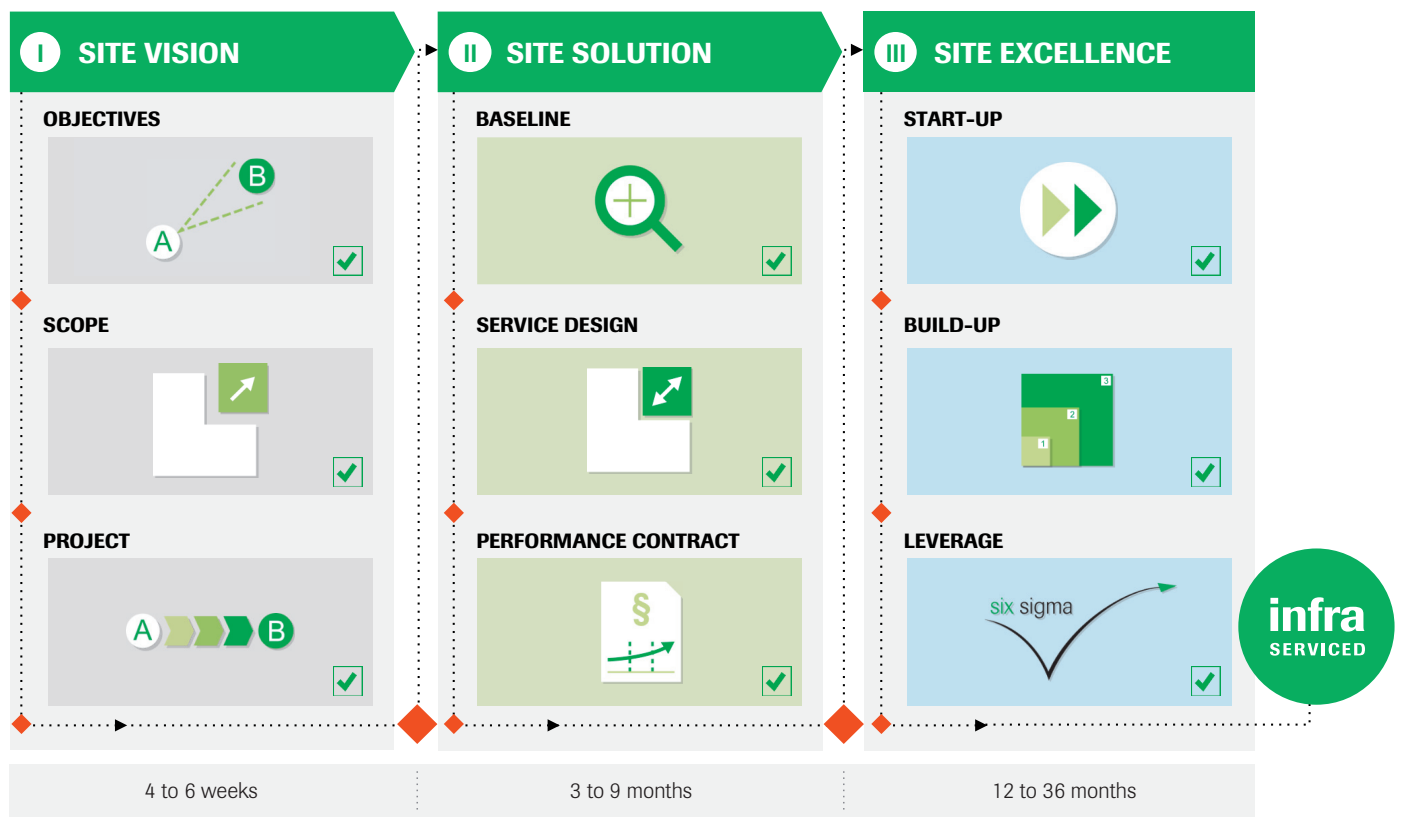 I SITE VISION
OBJECTIVES
A
B
SCOPE
PROJECT
A
B
4 to 6 weeks
II SITE SOLUTION
BASELINE
SERVICE DESIGN
PERFORMANCE CONTRACT
§
3 to 9 months
III SITE EXCELLENCE
START-UP
BUILD-UP
3
2
1
LEVERAGE
six sigma
12 to 36 months
infra
SERVICED